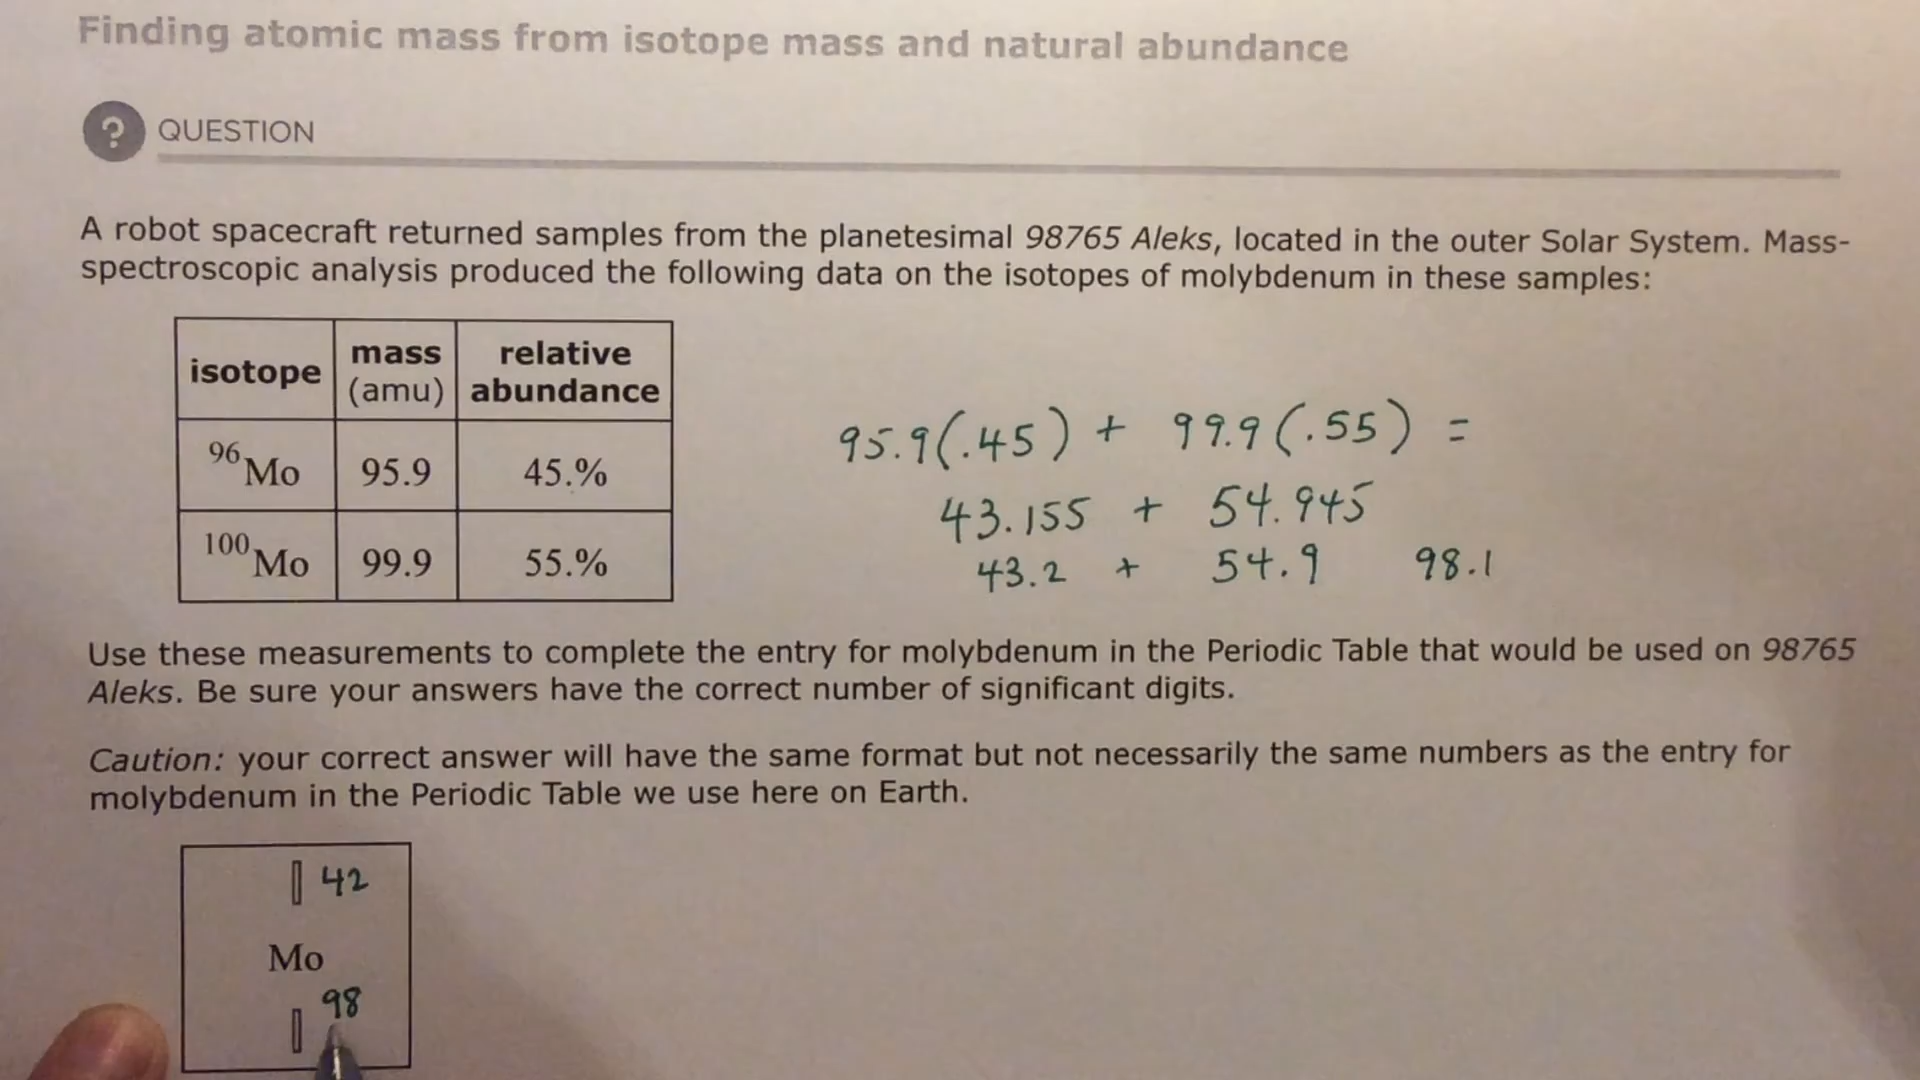 Finding atomic mass from isotope mass and natural abundance
? QUESTION
A robot spacecraft returned samples from the planetesimal 98765 Aleks, located in the outer Solar System. Mass-
spectroscopic analysis produced the following data on the isotopes of molybdenum in these samples:
isotope mass (amu) relative abundance
96Mo 95.9 45.%
100Mo 99.9 55.%
95.9(.45) + 99.9(.55) =
43.155 + 54.945
43.2 + 54.9 98.1
Use these measurements to complete the entry for molybdenum in the Periodic Table that would be used on 98765
Aleks. Be sure your answers have the correct number of significant digits.
Caution: your correct answer will have the same format but not necessarily the same numbers as the entry for
molybdenum in the Periodic Table we use here on Earth.
42
Mo
98